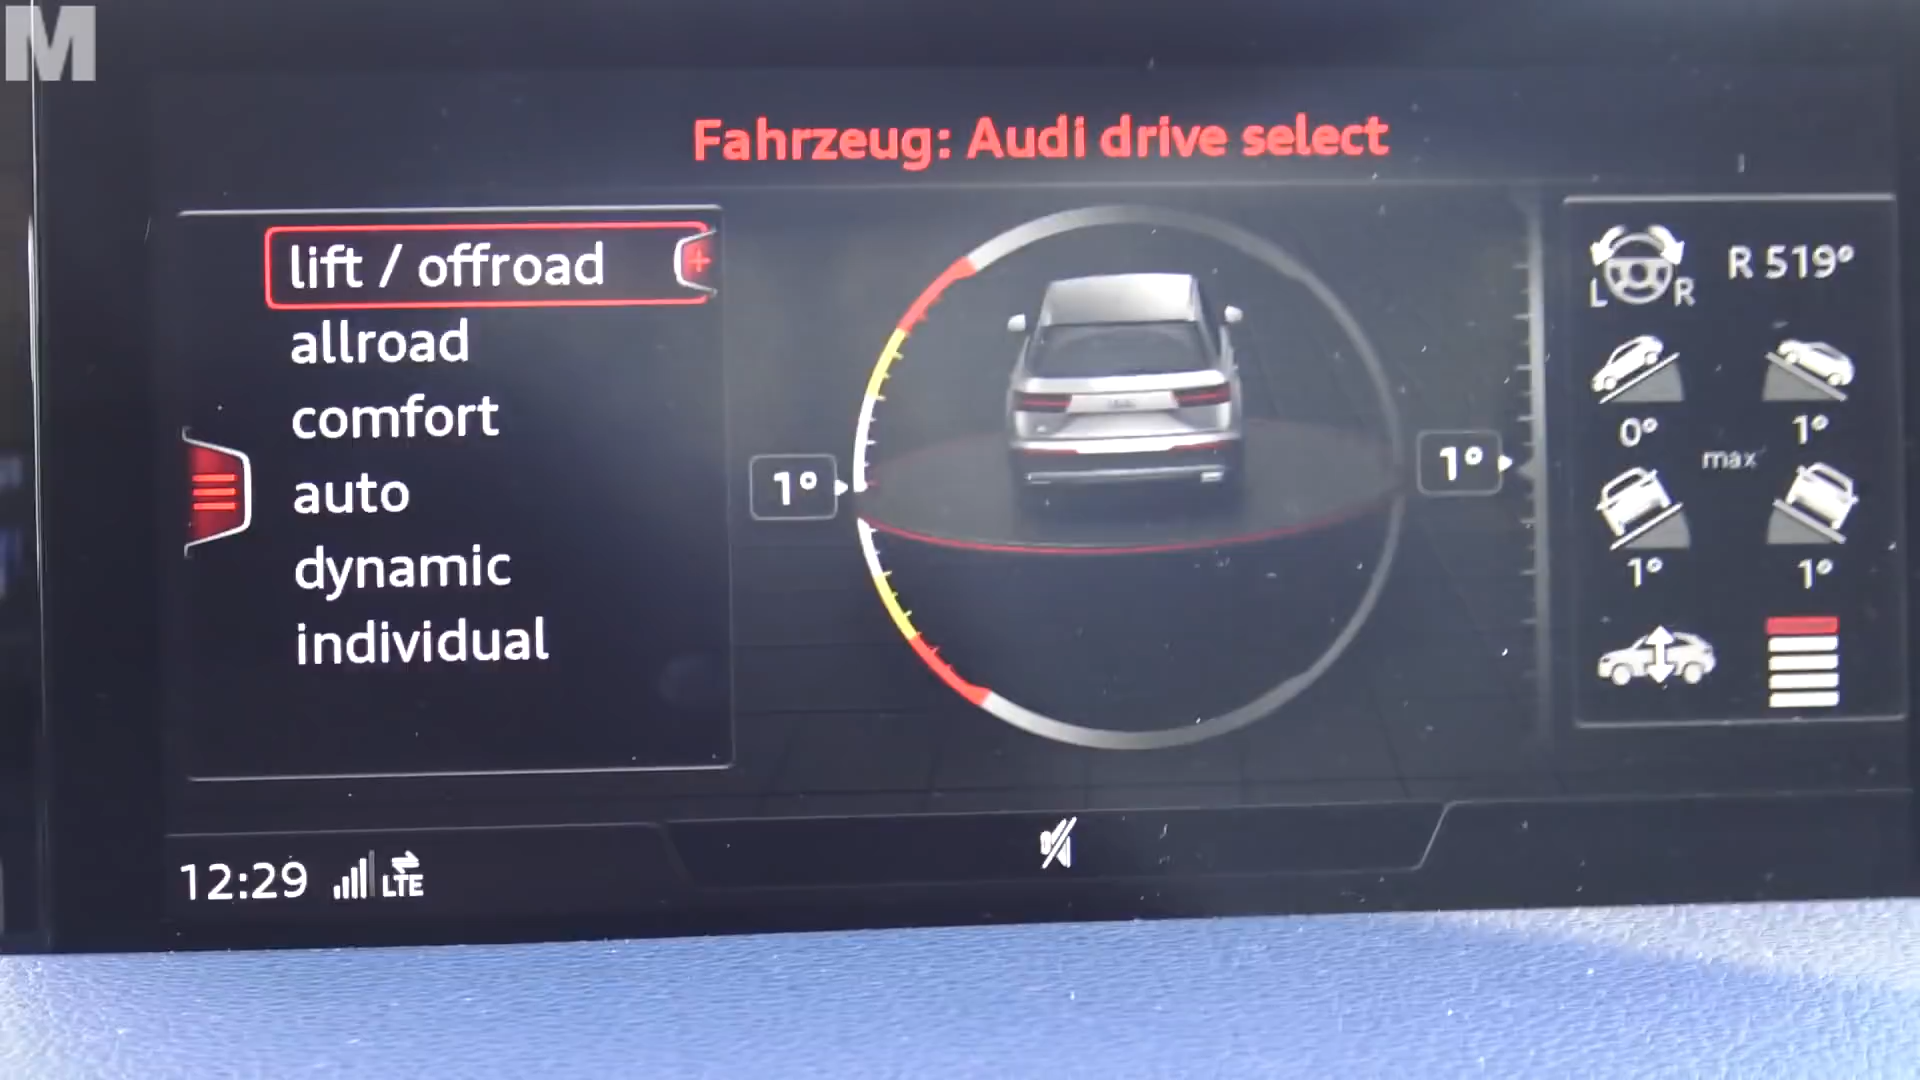 M
Fahrzeug: Audi drive select
lift / offroad
allroad
comfort
auto
dynamic
individual
1°
1°
L R
R 519°
0°
1°
max
1°
1°
12:29
LTE